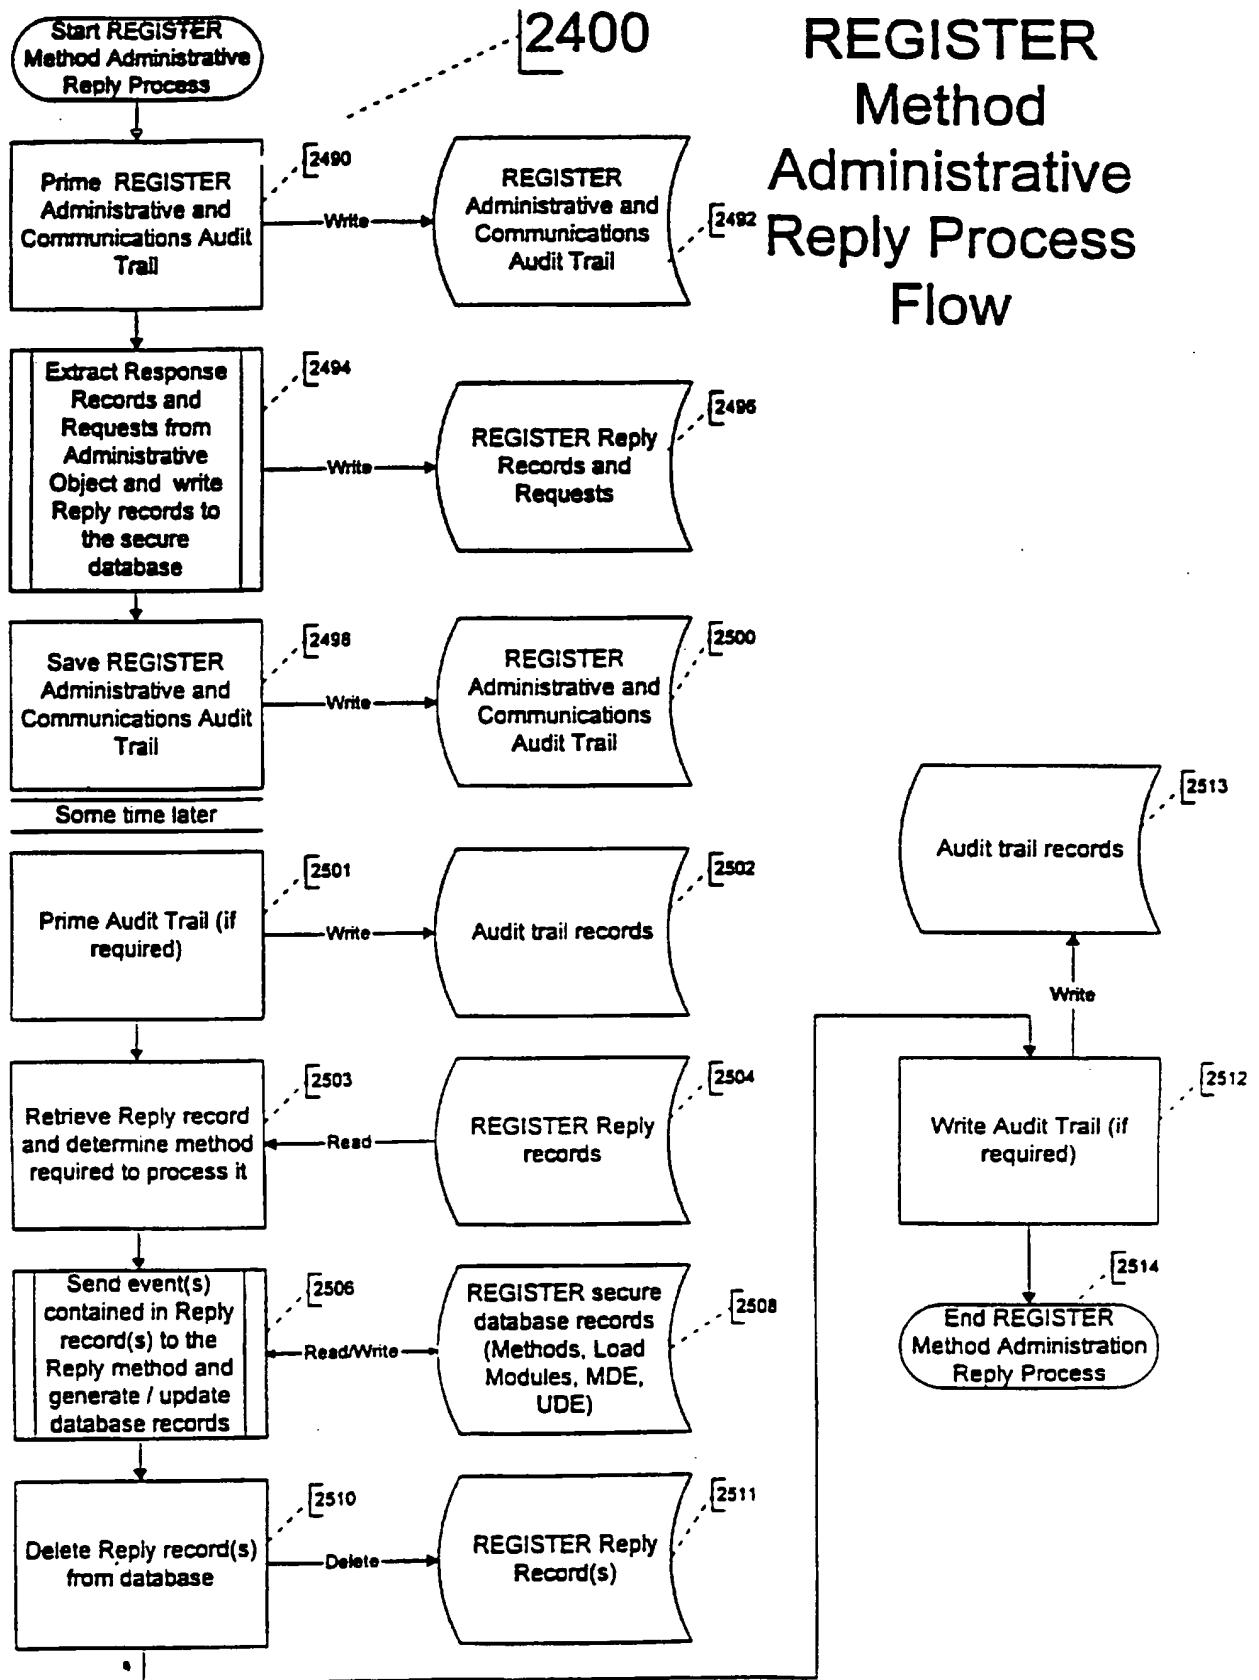 Start REGISTER
Method Administrative
Reply Process
2400
REGISTER
Method
Administrative
Reply Process
Flow
Prime REGISTER
Administrative and
Communications Audit
Trail
2490
Write
REGISTER
Administrative and
Communications
Audit Trail
2492
Extract Response
Records and
Requests from
Administrative
Object and write
Reply records to
the secure
database
2494
Write
REGISTER Reply
Records and
Requests
2496
Save REGISTER
Administrative and
Communications Audit
Trail
2498
Write
REGISTER
Administrative and
Communications
Audit Trail
2500
Some time later
Prime Audit Trail (if
required)
2501
Write
Audit trail records
2502
Retrieve Reply record
and determine method
required to process it
2503
Read
REGISTER Reply
records
2504
Send event(s)
contained in Reply
record(s) to the
Reply method and
generate / update
database records
2506
Read/Write
REGISTER secure
database records
(Methods, Load
Modules, MDE,
UDE)
2508
Delete Reply record(s)
from database
2510
Delete
REGISTER Reply
Record(s)
2511
Audit trail records
2513
Write
Write Audit Trail (if
required)
2512
2514
End REGISTER
Method Administration
Reply Process